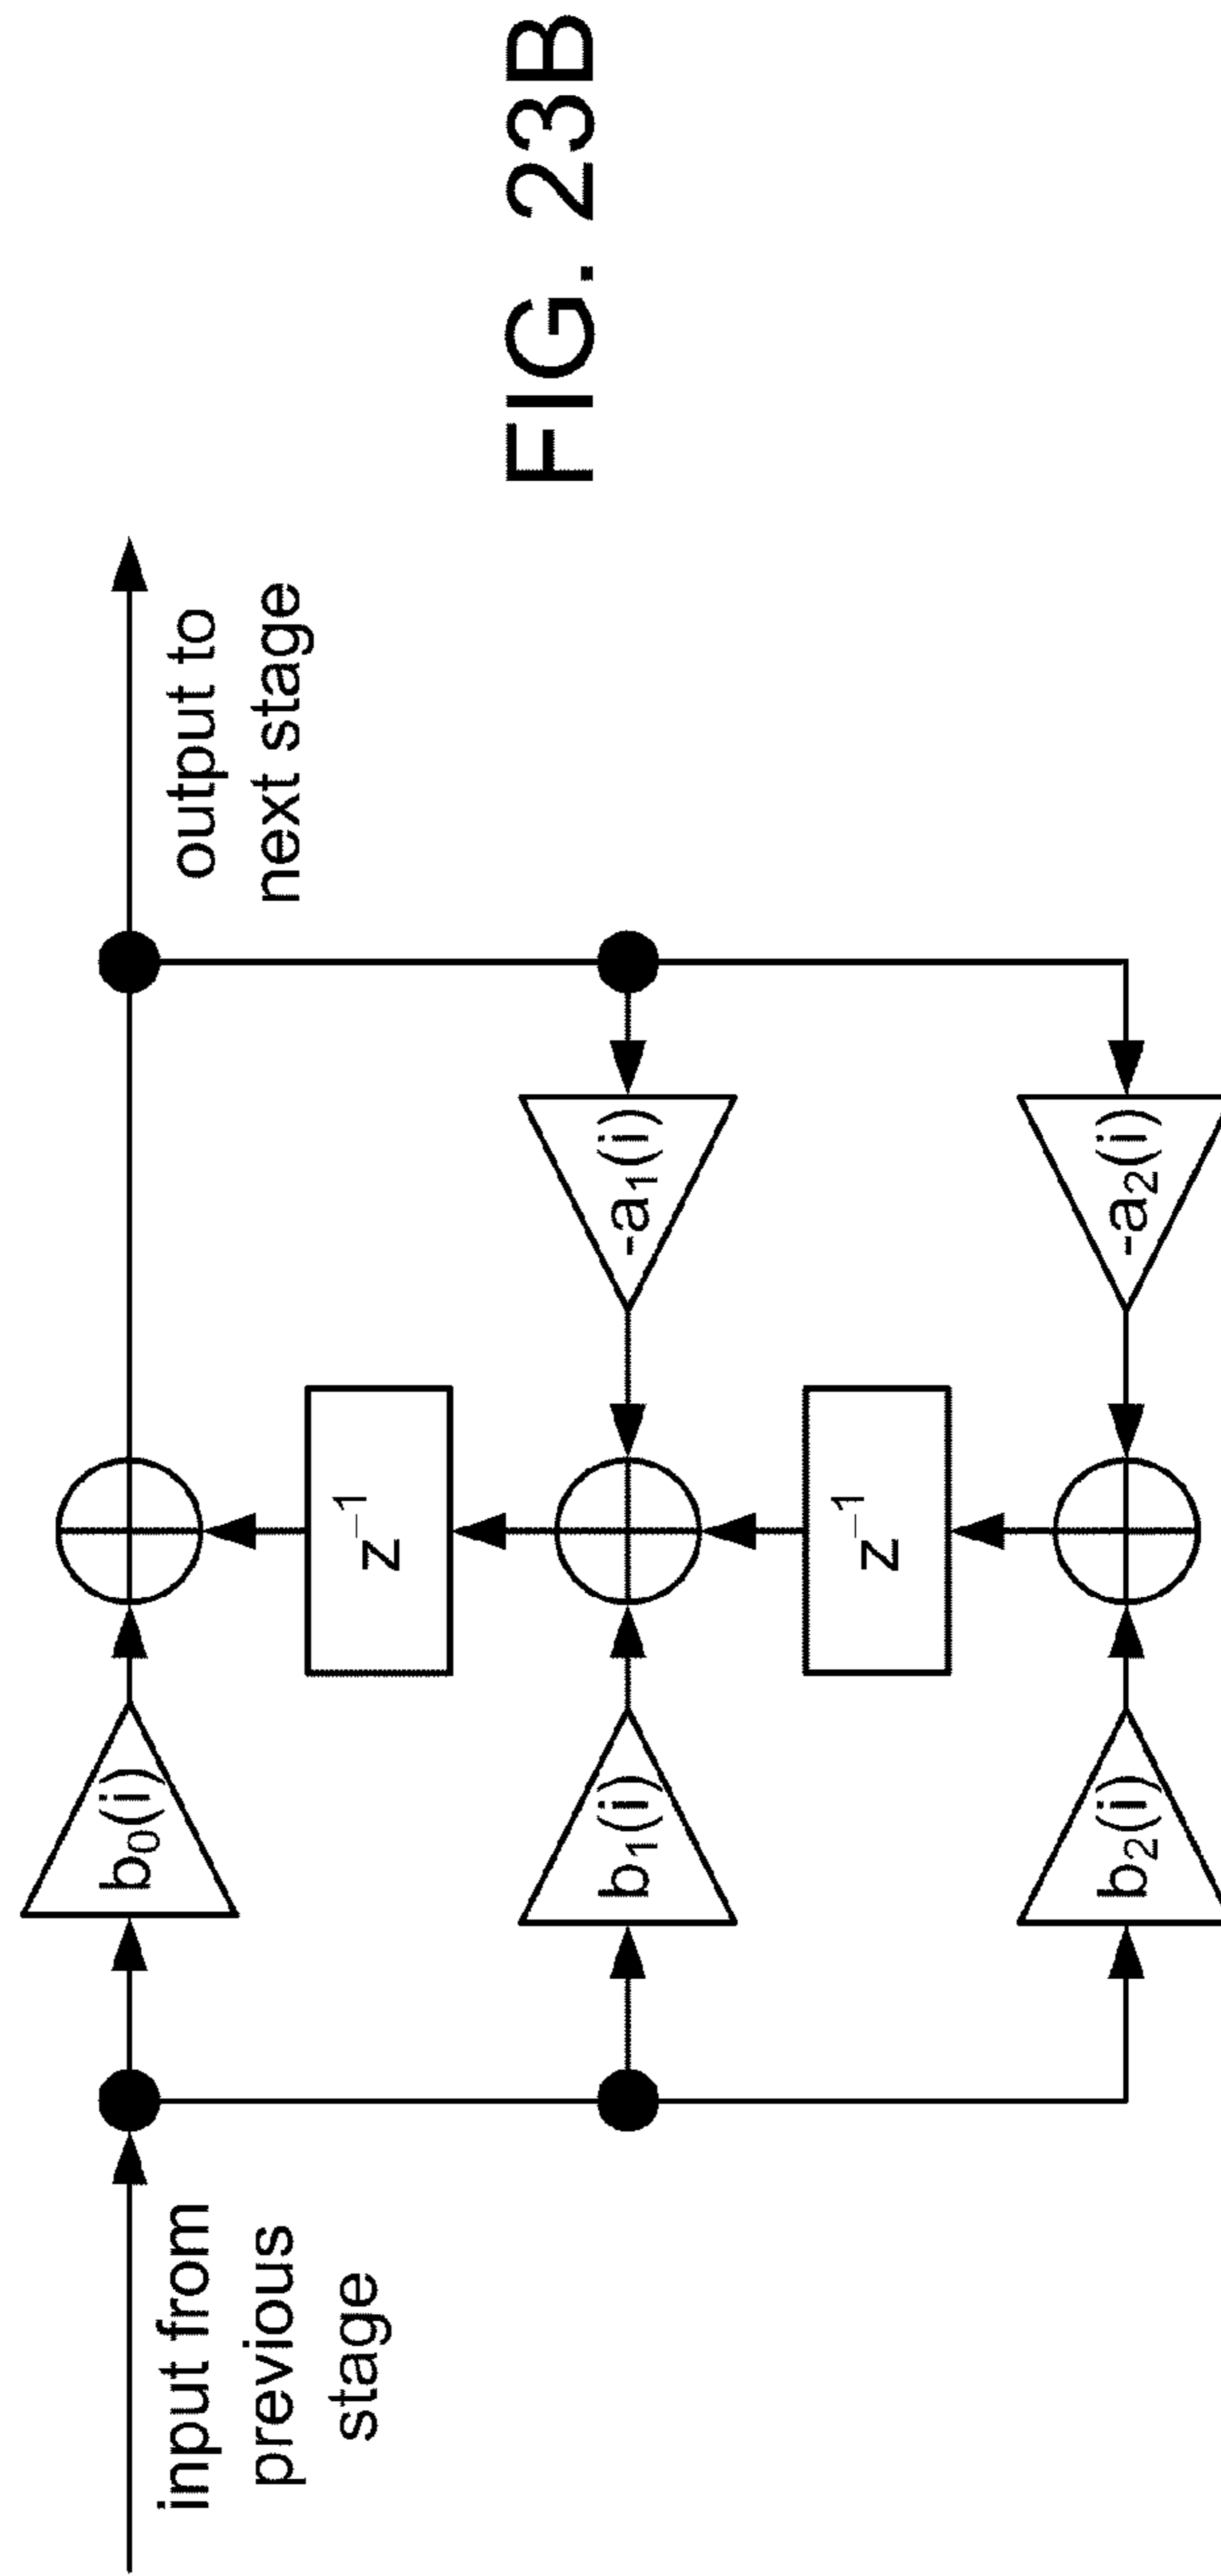 input from
previous
stage
b₀(i)
b₁(i)
b₂(i)
z⁻¹
z⁻¹
-a₁(i)
-a₂(i)
output to
next stage
FIG. 23B